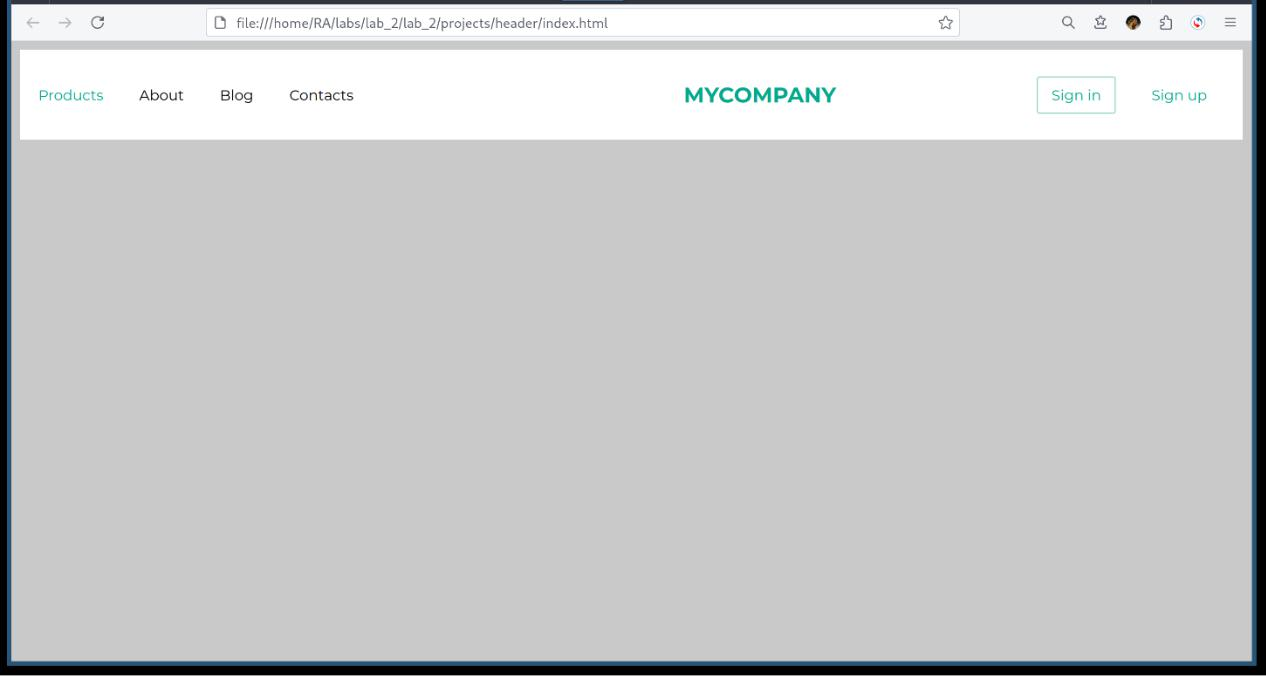 file:///home/RA/labs/lab_2/lab_2/projects/header/index.html
Products About Blog Contacts MYCOMPANY Sign in Sign up